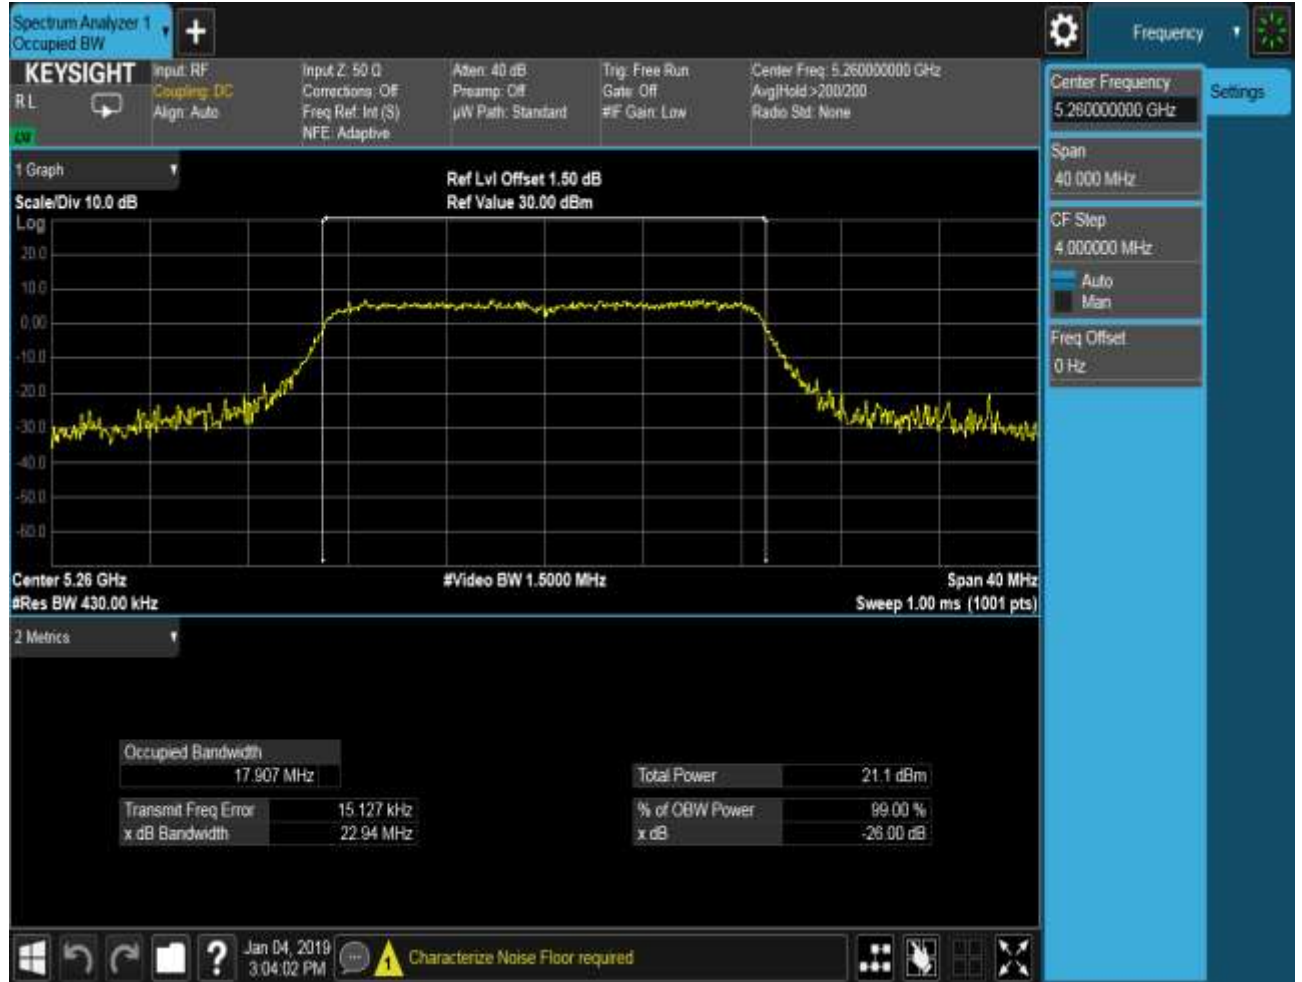 Spectrum Analyzer 1
Occupied BW
+
Frequency
KEYSIGHT
RL
Input: RF
Coupling: DC
Align: Auto
Input Z: 50 Ω
Corrections: Off
Freq Ref: Int (S)
NFE: Adaptive
Atten: 40 dB
Preamp: Off
µW Path: Standard
Trig: Free Run
Gate: Off
#IF Gain: Low
Center Freq: 5.260000000 GHz
Avg|Hold:>200/200
Radio Std: None
Center Frequency
5.260000000 GHz
Settings
Span
40.000 MHz
CF Step
4.000000 MHz
Auto
Man
Freq Offset
0 Hz
1 Graph
Scale/Div 10.0 dB
Ref Lvl Offset 1.50 dB
Ref Value 30.00 dBm
Log
20.0
10.0
0.00
-10.0
-20.0
-30.0
-40.0
-50.0
-60.0
Center 5.26 GHz
#Video BW 1.5000 MHz
Span 40 MHz
#Res BW 430.00 kHz
Sweep 1.00 ms (1001 pts)
2 Metrics
Occupied Bandwidth
17.907 MHz
Total Power 21.1 dBm
Transmit Freq Error 15.127 kHz
% of OBW Power 99.00 %
x dB Bandwidth 22.94 MHz
x dB -26.00 dB
?
Jan 04, 2019
3:04:02 PM
1
Characterize Noise Floor required